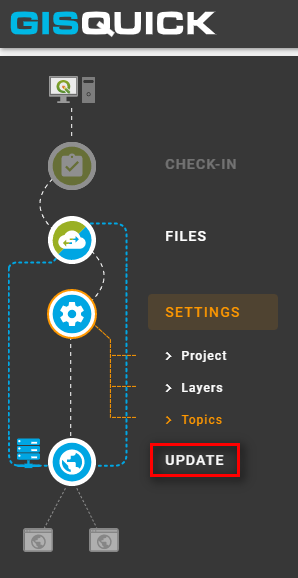 GISQUICK
CHECK-IN
FILES
SETTINGS
Project
Layers
Topics
UPDATE